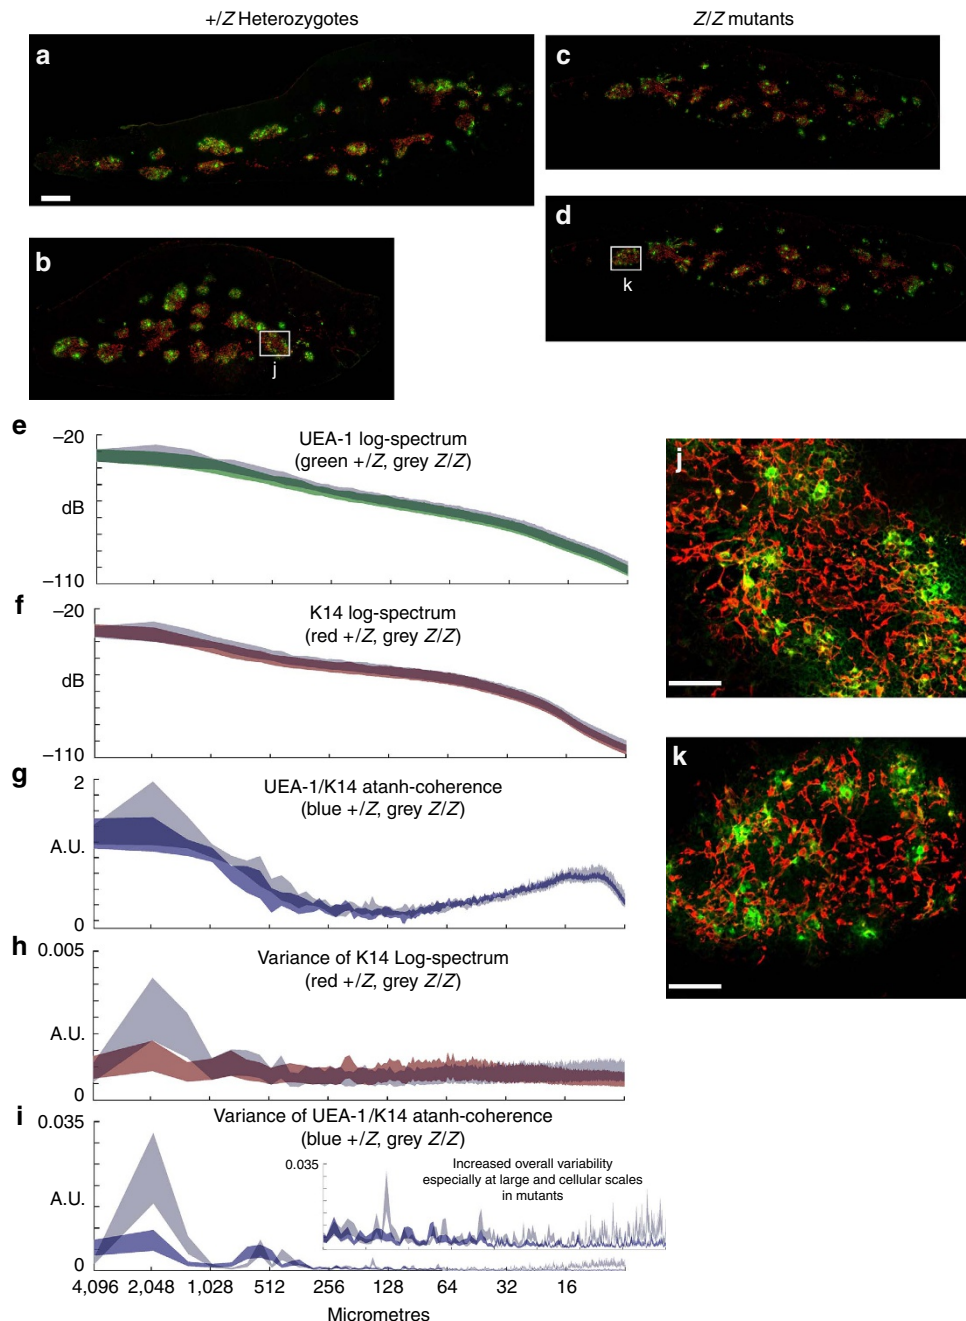 +/Z Heterozygotes
Z/Z mutants
a
c
d
k
b
j
e
–20
UEA-1 log-spectrum
(green +/Z, grey Z/Z)
dB
–110
f
–20
K14 log-spectrum
(red +/Z, grey Z/Z)
dB
–110
g
2
UEA-1/K14 atanh-coherence
(blue +/Z, grey Z/Z)
A.U.
0
h
0.005
Variance of K14 Log-spectrum
(red +/Z, grey Z/Z)
A.U.
0
i
0.035
Variance of UEA-1/K14 atanh-coherence
(blue +/Z, grey Z/Z)
A.U.
0.035
Increased overall variability
especially at large and cellular scales
in mutants
0
4,096 2,048 1,028 512 256 128 64 32 16
Micrometres
j
k